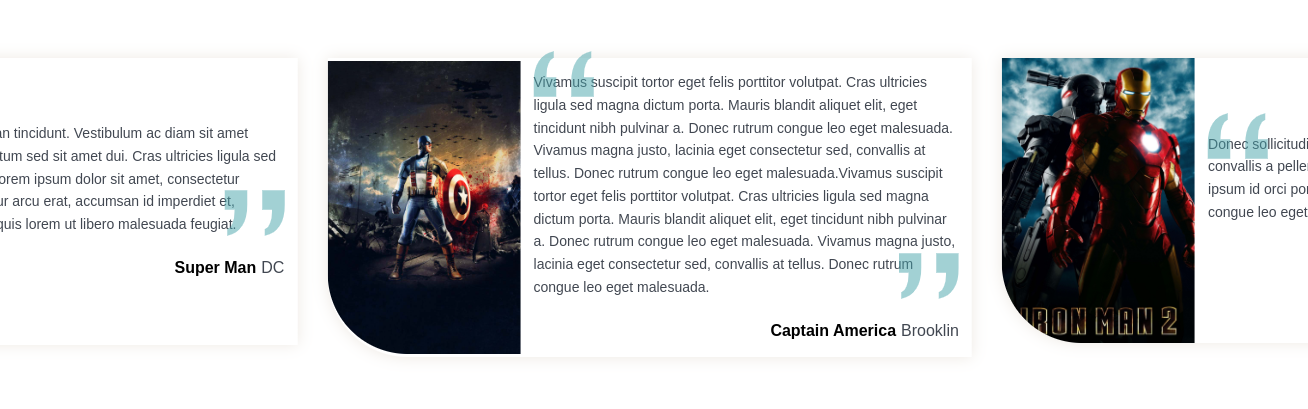 an tincidunt. Vestibulum ac diam sit amet
tum sed sit amet dui. Cras ultricies ligula sed
orem ipsum dolor sit amet, consectetur
ur arcu erat, accumsan id imperdiet et,
quis lorem ut libero malesuada feugiat.
”
Super Man DC
“
Vivamus suscipit tortor eget felis porttitor volutpat. Cras ultricies
ligula sed magna dictum porta. Mauris blandit aliquet elit, eget
tincidunt nibh pulvinar a. Donec rutrum congue leo eget malesuada.
Vivamus magna justo, lacinia eget consectetur sed, convallis at
tellus. Donec rutrum congue leo eget malesuada.Vivamus suscipit
tortor eget felis porttitor volutpat. Cras ultricies ligula sed magna
dictum porta. Mauris blandit aliquet elit, eget tincidunt nibh pulvinar
a. Donec rutrum congue leo eget malesuada. Vivamus magna justo,
lacinia eget consectetur sed, convallis at tellus. Donec rutrum
congue leo eget malesuada.
”
Captain America Brooklin
IRON MAN 2
“
Donec sollicitudi
convallis a pelle
ipsum id orci por
congue leo eget